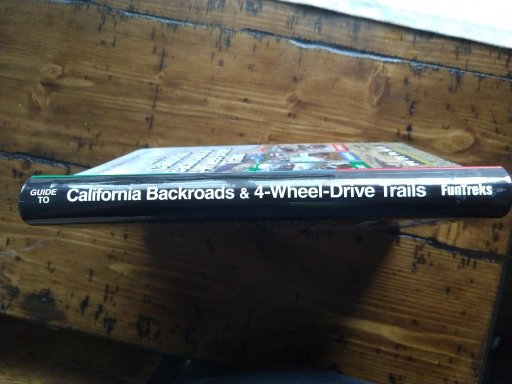 GUIDE
TO
California Backroads & 4-Wheel-Drive Trails
FunTreks